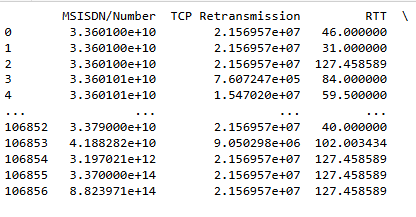 MSISDN/Number TCP Retransmission RTT \
0 3.360100e+10 2.156957e+07 46.000000
1 3.360100e+10 2.156957e+07 31.000000
2 3.360100e+10 2.156957e+07 127.458589
3 3.360101e+10 7.607247e+05 84.000000
4 3.360101e+10 1.547020e+07 59.500000
... ... ... ...
106852 3.379000e+10 2.156957e+07 40.000000
106853 4.188282e+10 9.050298e+06 102.003434
106854 3.197021e+12 2.156957e+07 127.458589
106855 3.370000e+14 2.156957e+07 127.458589
106856 8.823971e+14 2.156957e+07 127.458589